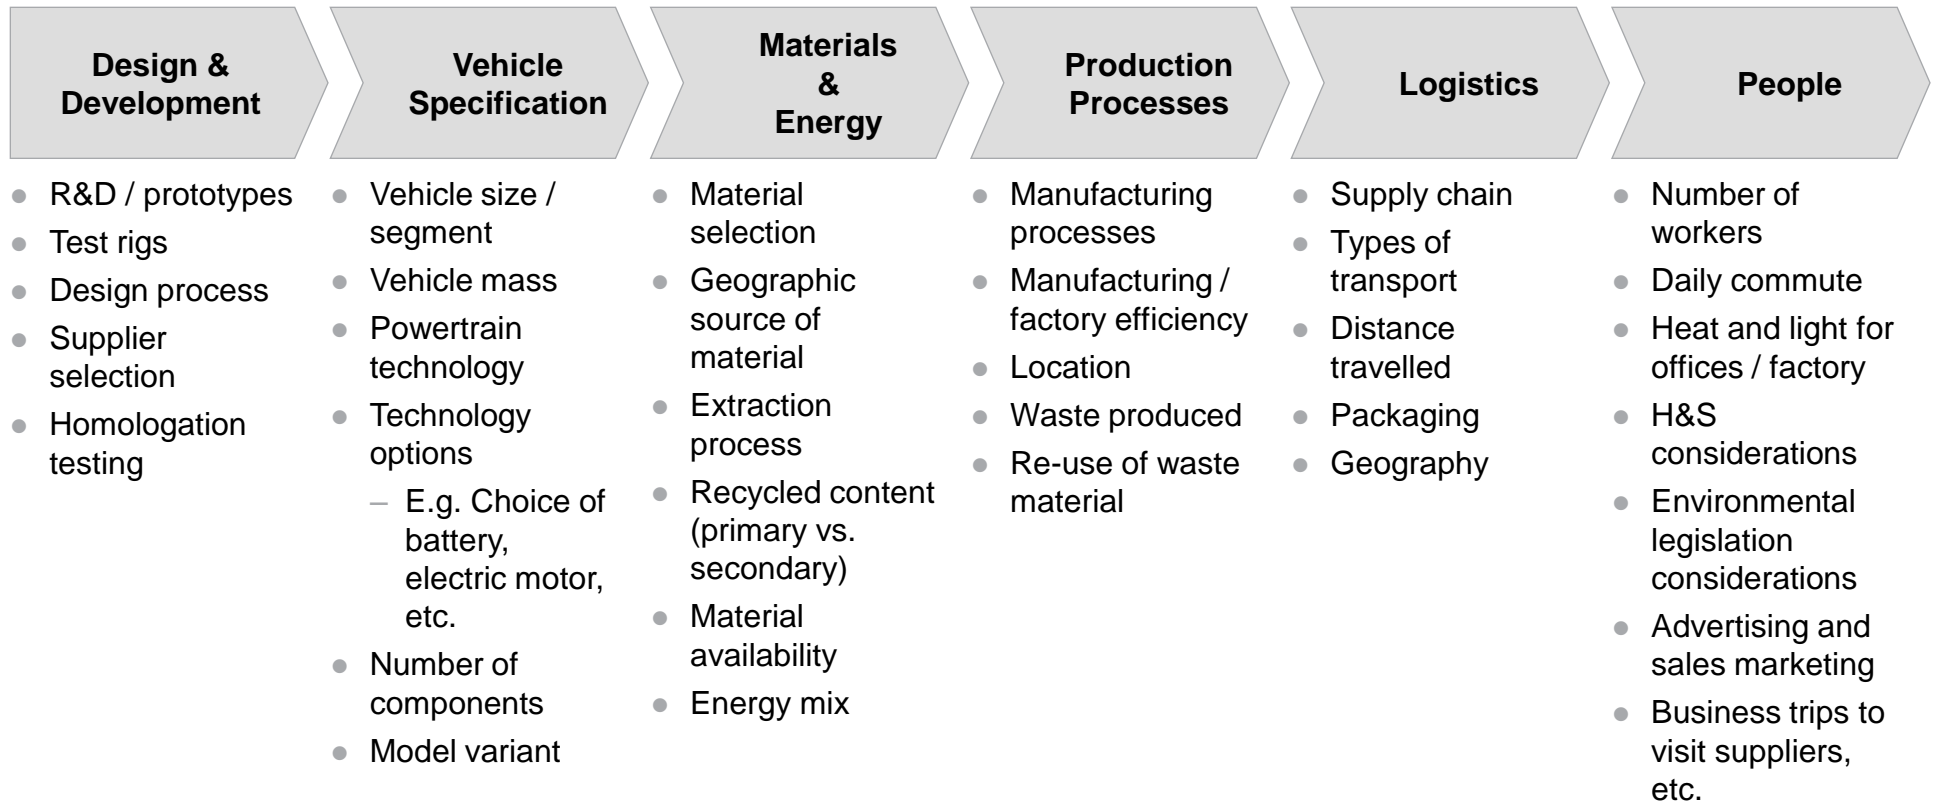 Design &
Development
Vehicle
Specification
Materials
&
Energy
Production
Processes
Logistics
People
● R&D / prototypes
● Test rigs
● Design process
● Supplier
selection
● Homologation
testing
● Vehicle size /
segment
● Vehicle mass
● Powertrain
technology
● Technology
options
– E.g. Choice of
battery,
electric motor,
etc.
● Number of
components
● Model variant
● Material
selection
● Geographic
source of
material
● Extraction
process
● Recycled content
(primary vs.
secondary)
● Material
availability
● Energy mix
● Manufacturing
processes
● Manufacturing /
factory efficiency
● Location
● Waste produced
● Re-use of waste
material
● Supply chain
● Types of
transport
● Distance
travelled
● Packaging
● Geography
● Number of
workers
● Daily commute
● Heat and light for
offices / factory
● H&S
considerations
● Environmental
legislation
considerations
● Advertising and
sales marketing
● Business trips to
visit suppliers,
etc.